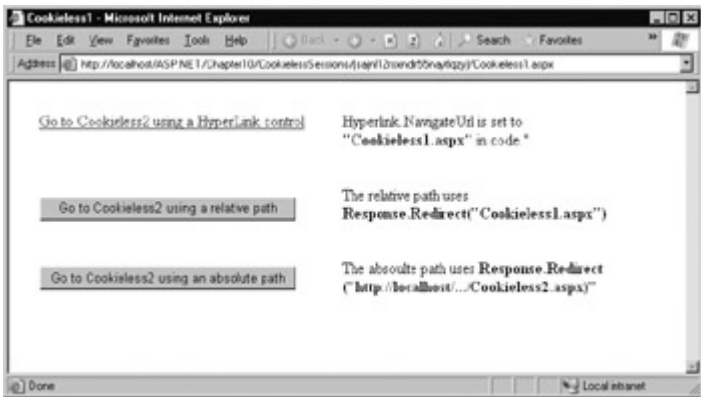 Cookieless1 - Microsoft Internet Explorer
File Edit View Favorites Tools Help Back Search Favorites »
Address
Go to Cookieless2 using a HyperLink control
Hyperlink.NavigateUrl is set to
"Cookieless1.aspx" in code."
Go to Cookieless2 using a relative path
The relative path uses
Response.Redirect("Cookieless1.aspx")
Go to Cookieless2 using an absolute path
The absoulte path uses Response.Redirect
("http://localhost/.../Cookieless2.aspx)"
Done
Local intranet